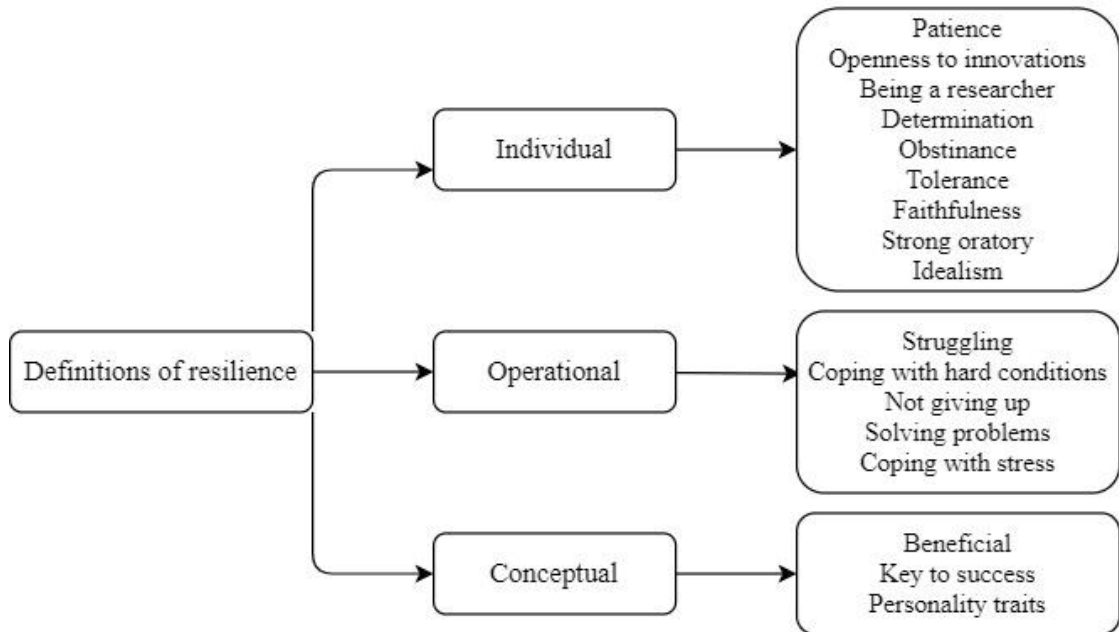 Definitions of resilience
Individual
Patience
Openness to innovations
Being a researcher
Determination
Obstinance
Tolerance
Faithfulness
Strong oratory
Idealism
Operational
Struggling
Coping with hard conditions
Not giving up
Solving problems
Coping with stress
Conceptual
Beneficial
Key to success
Personality traits